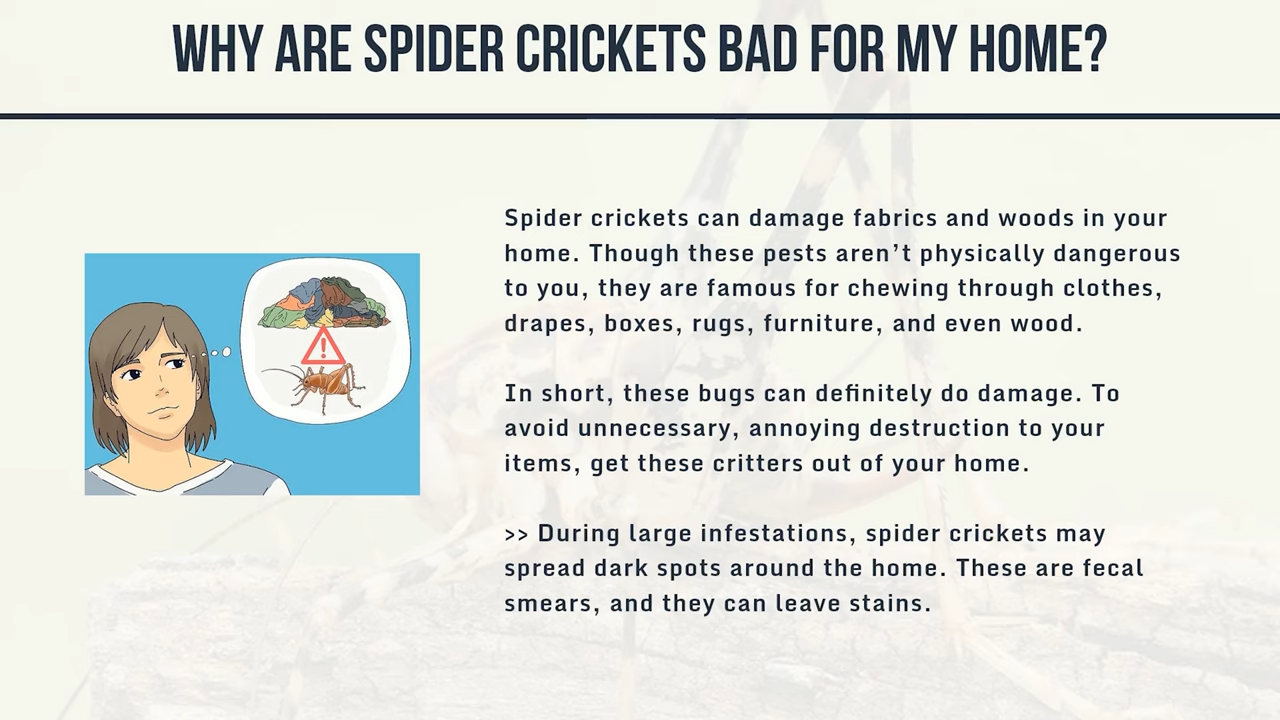 WHY ARE SPIDER CRICKETS BAD FOR MY HOME?
Spider crickets can damage fabrics and woods in your
home. Though these pests aren’t physically dangerous
to you, they are famous for chewing through clothes,
drapes, boxes, rugs, furniture, and even wood.
In short, these bugs can definitely do damage. To
avoid unnecessary, annoying destruction to your
items, get these critters out of your home.
>> During large infestations, spider crickets may
spread dark spots around the home. These are fecal
smears, and they can leave stains.